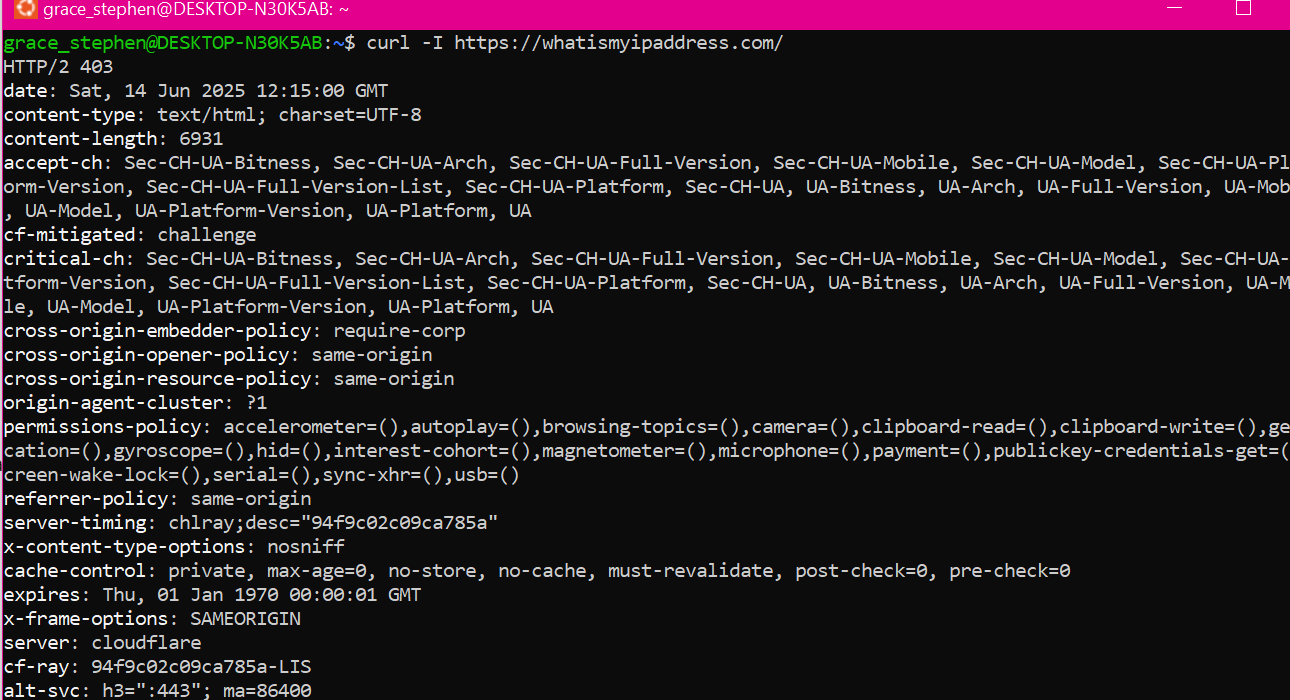 grace_stephen@DESKTOP-N30K5AB: ~
grace_stephen@DESKTOP-N30K5AB:~$ curl -I https://whatismyipaddress.com/
HTTP/2 403
date: Sat, 14 Jun 2025 12:15:00 GMT
content-type: text/html; charset=UTF-8
content-length: 6931
accept-ch: Sec-CH-UA-Bitness, Sec-CH-UA-Arch, Sec-CH-UA-Full-Version, Sec-CH-UA-Mobile, Sec-CH-UA-Model, Sec-CH-UA-Pl
orm-Version, Sec-CH-UA-Full-Version-List, Sec-CH-UA-Platform, Sec-CH-UA, UA-Bitness, UA-Arch, UA-Full-Version, UA-Mob
, UA-Model, UA-Platform-Version, UA-Platform, UA
cf-mitigated: challenge
critical-ch: Sec-CH-UA-Bitness, Sec-CH-UA-Arch, Sec-CH-UA-Full-Version, Sec-CH-UA-Mobile, Sec-CH-UA-Model, Sec-CH-UA-
tform-Version, Sec-CH-UA-Full-Version-List, Sec-CH-UA-Platform, Sec-CH-UA, UA-Bitness, UA-Arch, UA-Full-Version, UA-M
le, UA-Model, UA-Platform-Version, UA-Platform, UA
cross-origin-embedder-policy: require-corp
cross-origin-opener-policy: same-origin
cross-origin-resource-policy: same-origin
origin-agent-cluster: ?1
permissions-policy: accelerometer=(),autoplay=(),browsing-topics=(),camera=(),clipboard-read=(),clipboard-write=(),ge
cation=(),gyroscope=(),hid=(),interest-cohort=(),magnetometer=(),microphone=(),payment=(),publickey-credentials-get=(
creen-wake-lock=(),serial=(),sync-xhr=(),usb=()
referrer-policy: same-origin
server-timing: chlray;desc="94f9c02c09ca785a"
x-content-type-options: nosniff
cache-control: private, max-age=0, no-store, no-cache, must-revalidate, post-check=0, pre-check=0
expires: Thu, 01 Jan 1970 00:00:01 GMT
x-frame-options: SAMEORIGIN
server: cloudflare
cf-ray: 94f9c02c09ca785a-LIS
alt-svc: h3=":443"; ma=86400